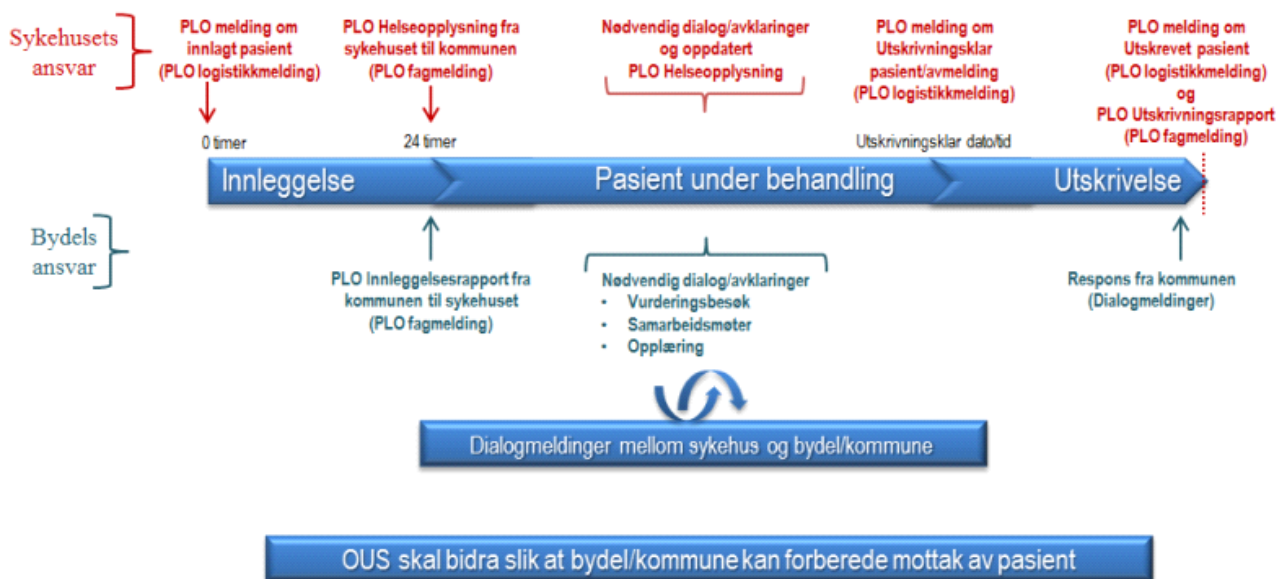 Sykehusets
ansvar
PLO melding om
innlagt pasient
(PLO logistikkmelding)
PLO Helseopplysning fra
sykehuset til kommunen
(PLO fagmelding)
Nødvendig dialog/avklaringer
og oppdatert
PLO Helseopplysning
PLO melding om
Utskrivningsklar
pasient/avmelding
(PLO logistikkmelding)
PLO melding om
Utskrevet pasient
(PLO logistikkmelding)
og
PLO Utskrivningsrapport
(PLO fagmelding)
0 timer
24 timer
Utskrivningsklar dato/tid
Innleggelse
Pasient under behandling
Utskrivelse
Bydels
ansvar
PLO Innleggelsesrapport fra
kommunen til sykehuset
(PLO fagmelding)
Nødvendig dialog/avklaringer
• Vurderingsbesøk
• Samarbeidsmøter
• Opplæring
Respons fra kommunen
(Dialogmeldinger)
Dialogmeldinger mellom sykehus og bydel/kommune
OUS skal bidra slik at bydel/kommune kan forberede mottak av pasient